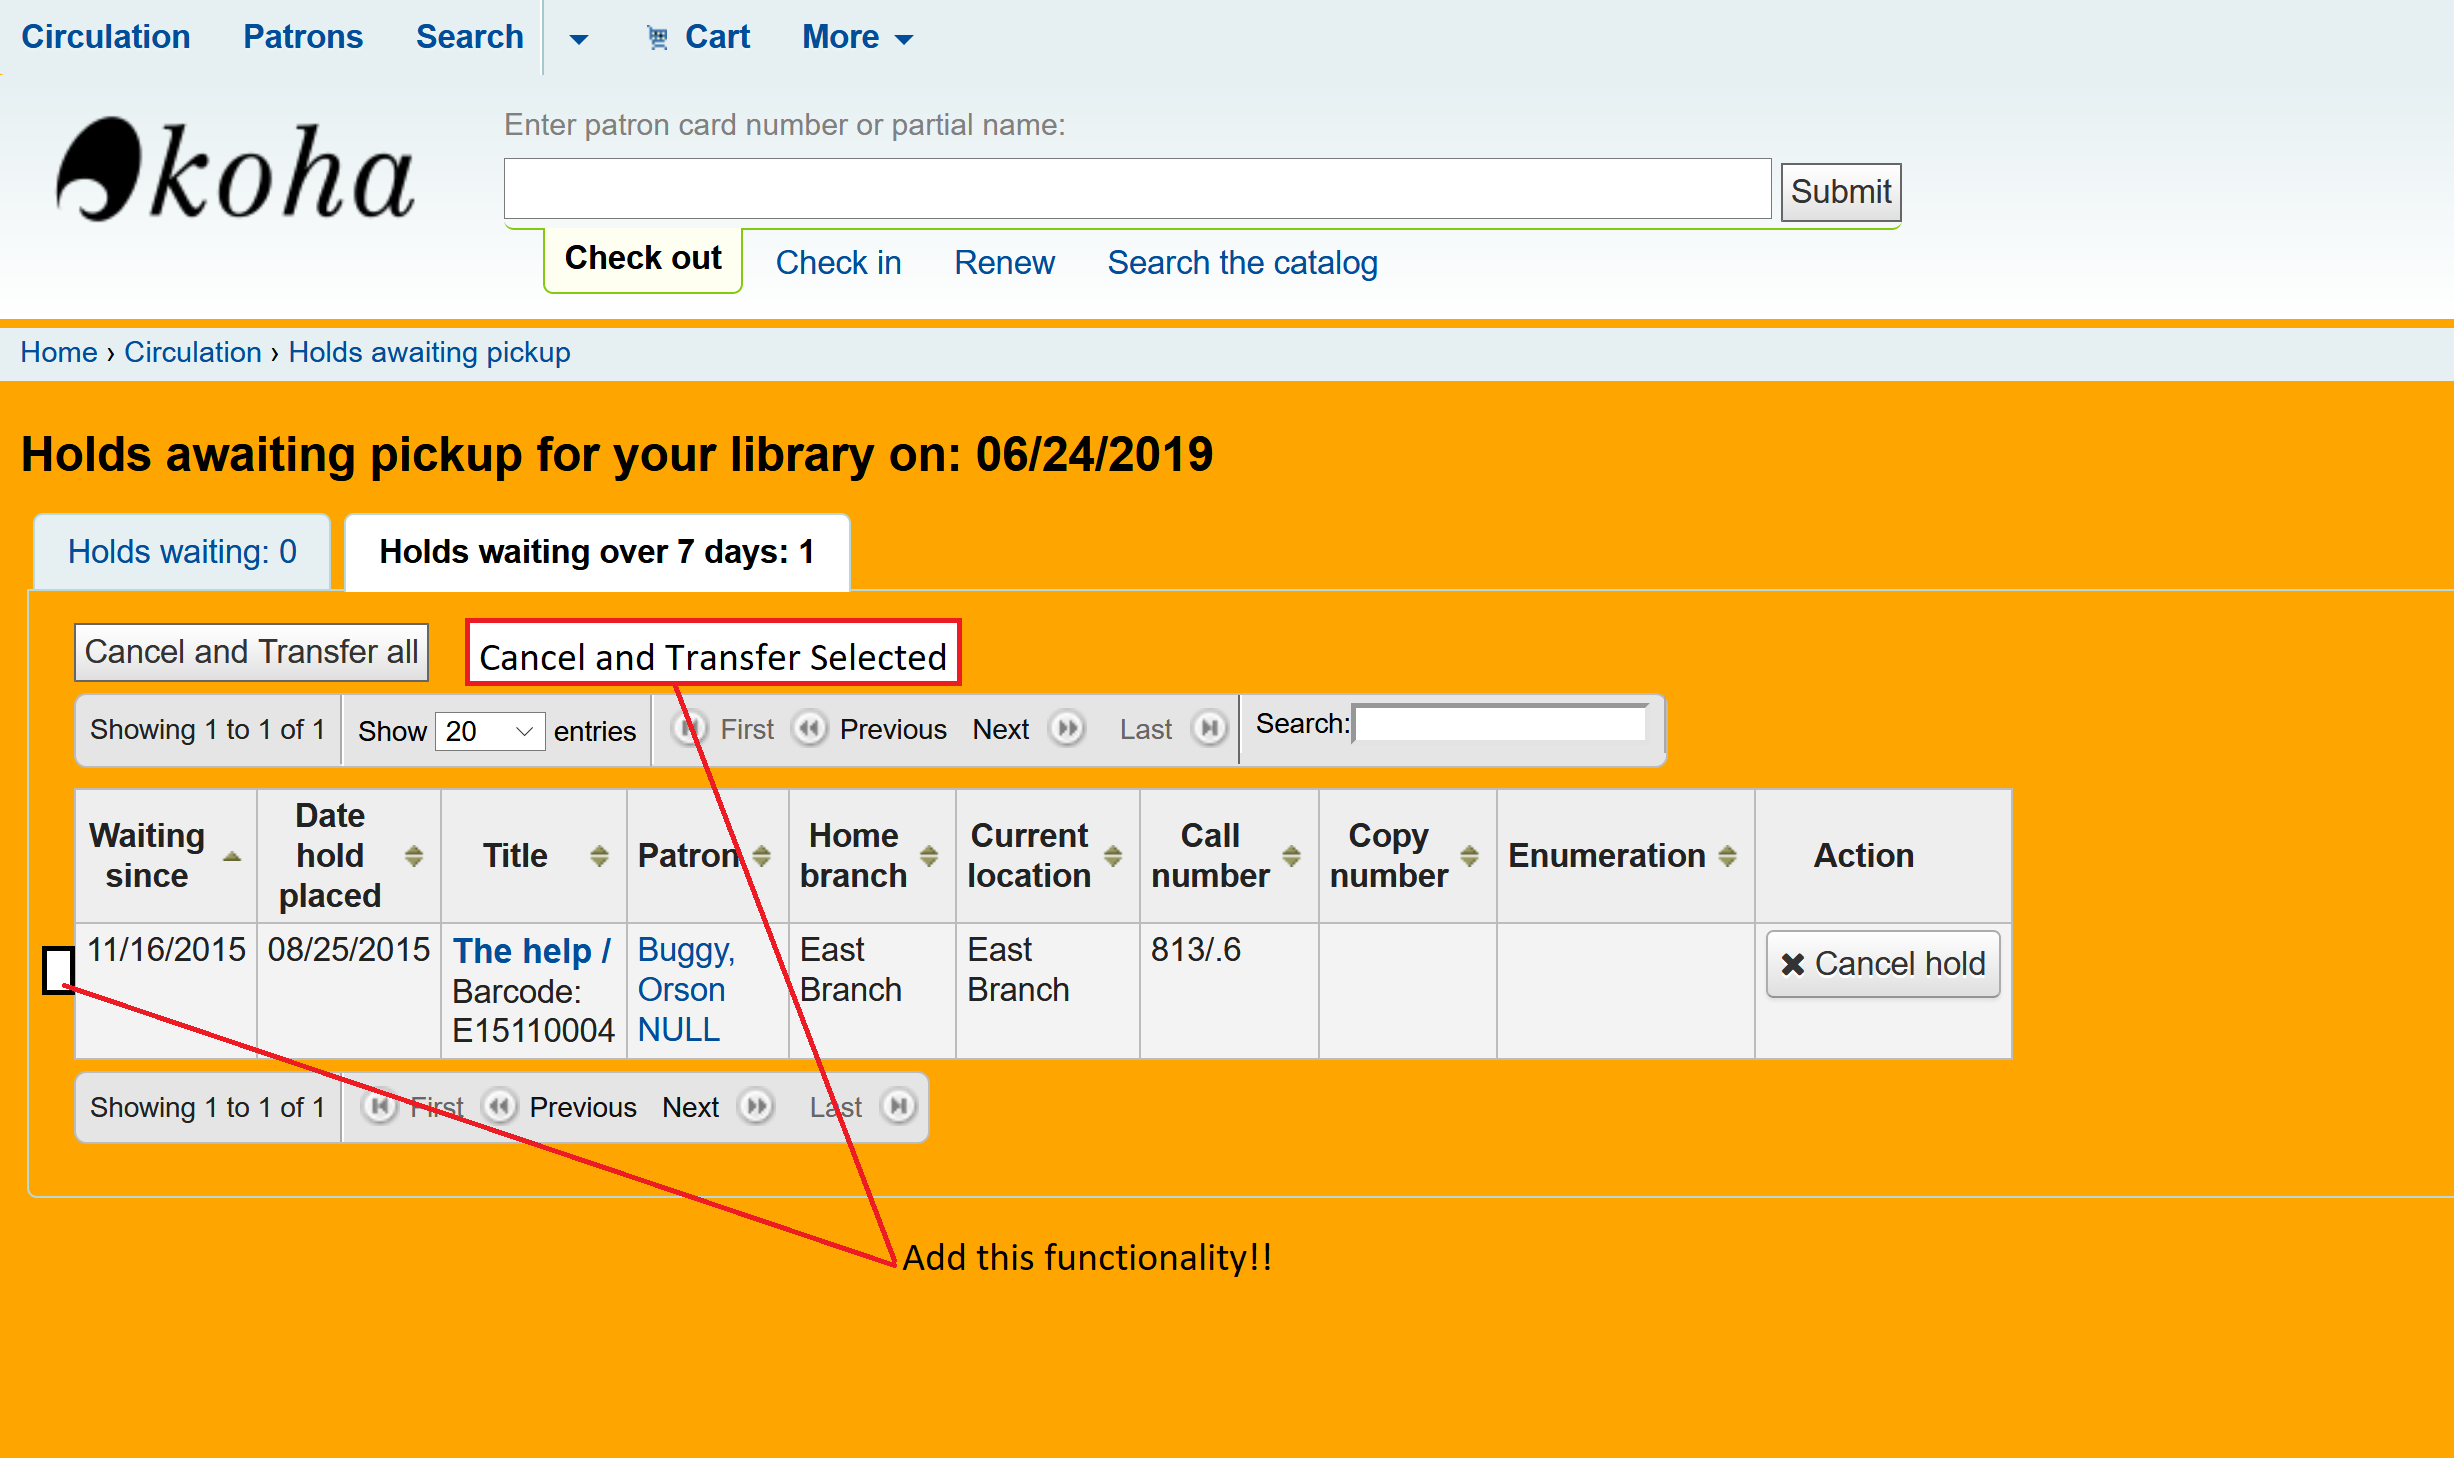 Circulation Patrons Search Cart More
koha
Enter patron card number or partial name:
Submit
Check out Check in Renew Search the catalog
Home › Circulation › Holds awaiting pickup
Holds awaiting pickup for your library on: 06/24/2019
Holds waiting: 0 Holds waiting over 7 days: 1
Cancel and Transfer all Cancel and Transfer Selected
Showing 1 to 1 of 1 Show 20 entries First Previous Next Last Search:
Waiting since Date hold placed Title Patron Home branch Current location Call number Copy number Enumeration Action
11/16/2015 08/25/2015 The help / Buggy, East East 813/.6 Cancel hold
Barcode: Orson Branch Branch
E15110004 NULL
Showing 1 to 1 of 1 First Previous Next Last
Add this functionality!!